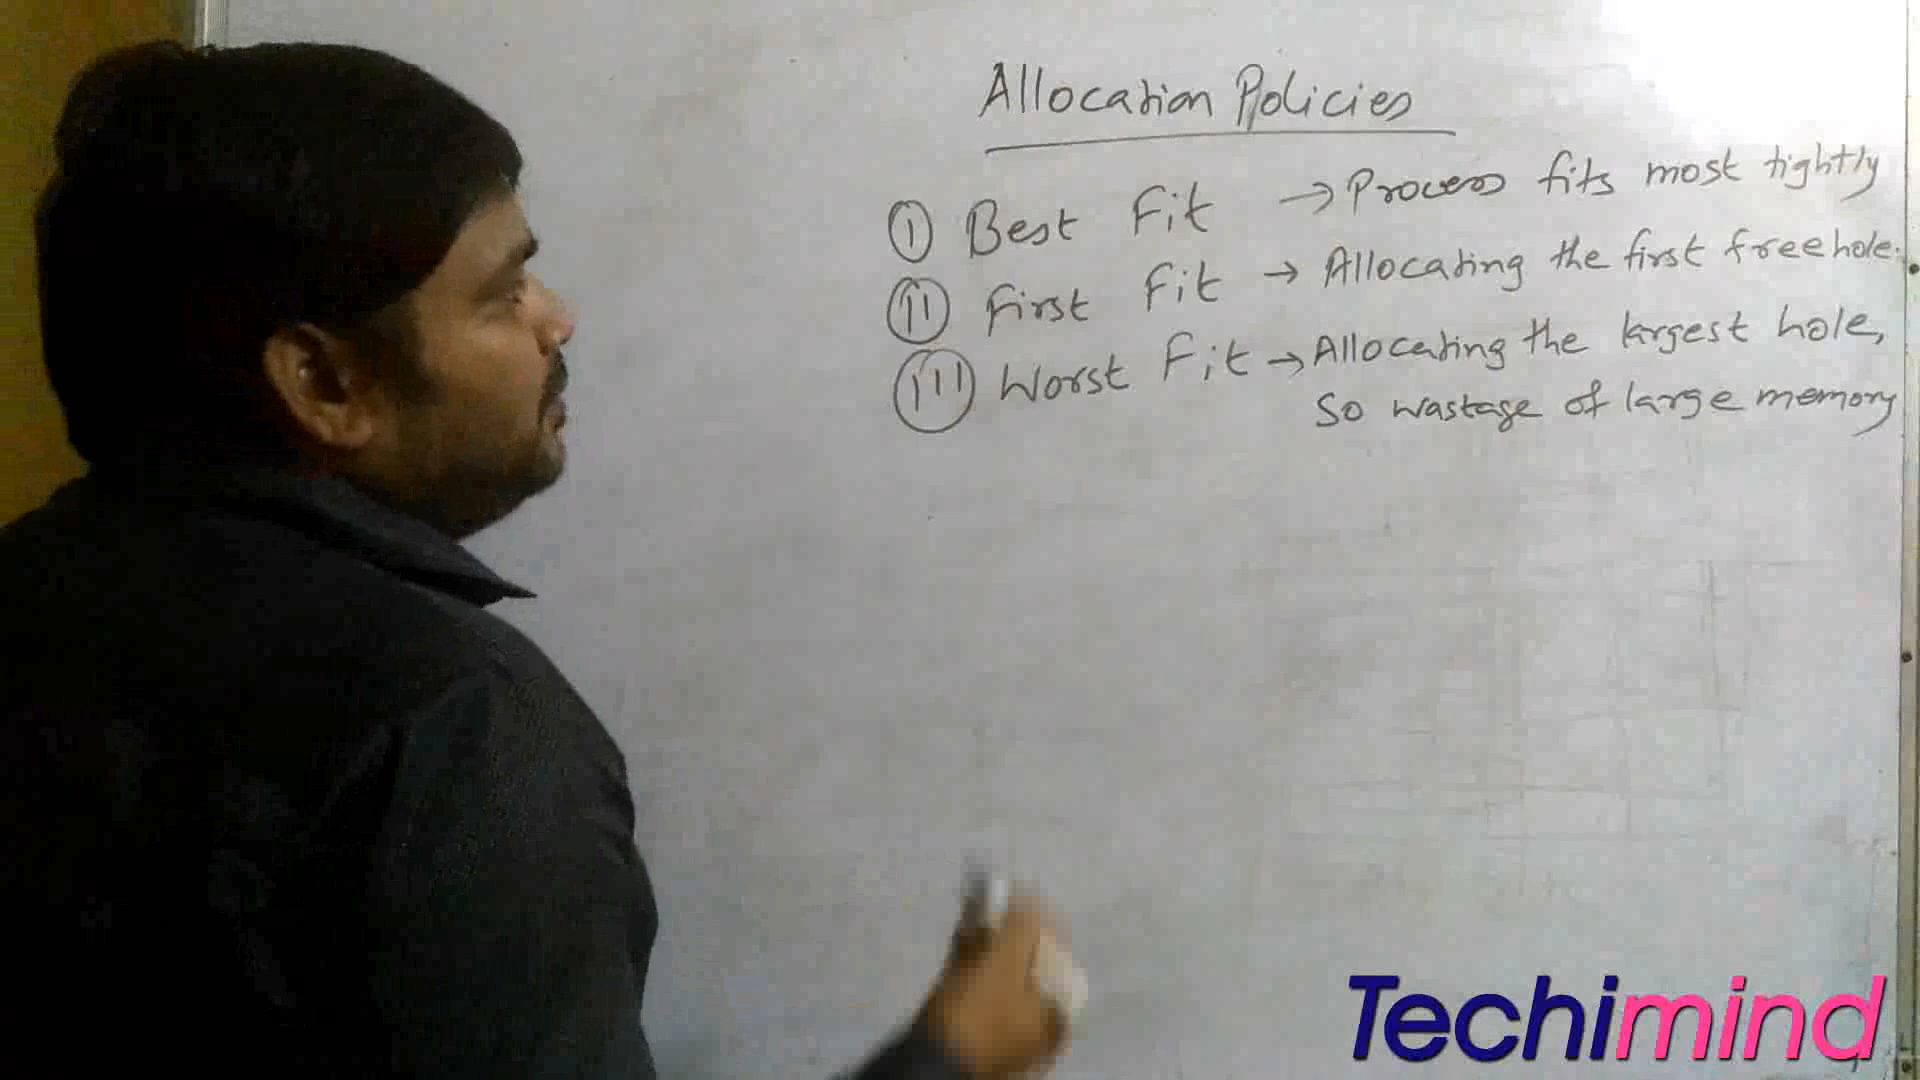 Allocation Policies
I Best Fit → Process fits most tightly
II First Fit → Allocating the first free hole.
III Worst Fit → Allocating the largest hole,
So wastage of large memory
Techimind